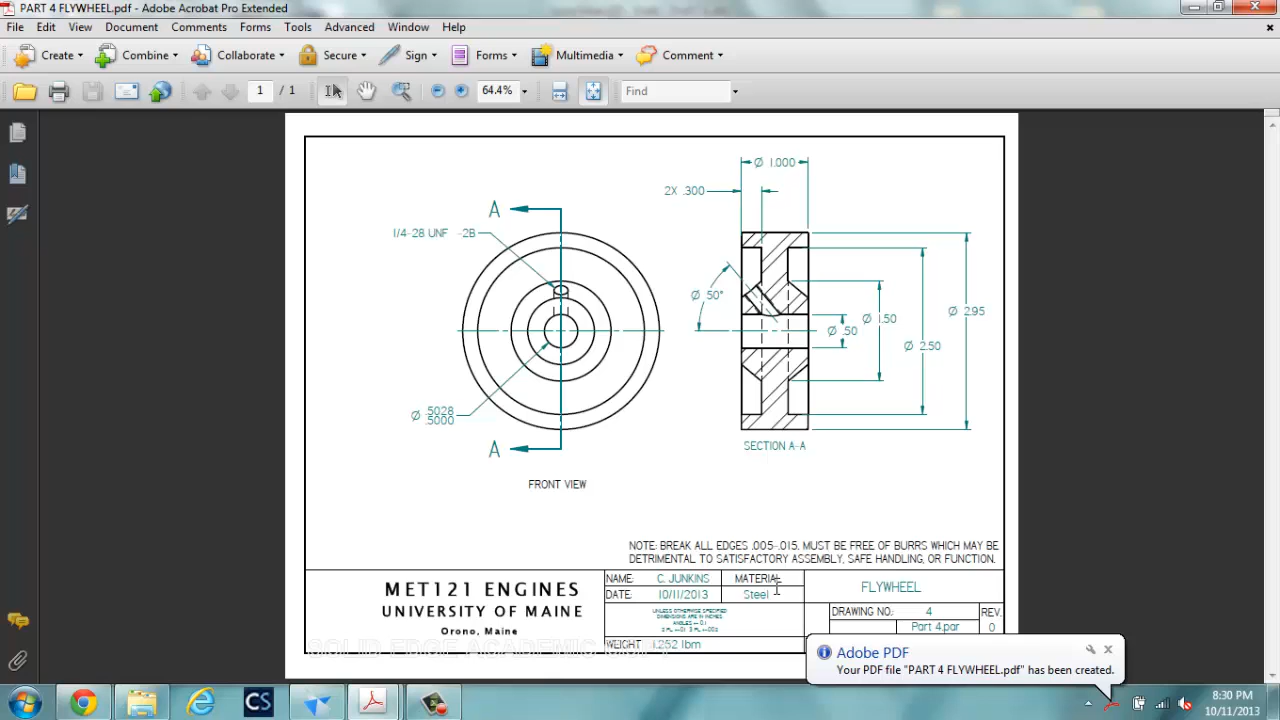 PART 4 FLYWHEEL.pdf - Adobe Acrobat Pro Extended
File Edit View Document Comments Forms Tools Advanced Window Help
Create Combine Collaborate Secure Sign Forms Multimedia Comment
1 / 1 64.4% Find
Ø 1.000
2X .300
A
1/4-28 UNF -2B
Ø .50°
Ø 2.95
Ø 1.50
Ø .50
Ø 2.50
Ø .5028
.5000
A
SECTION A-A
FRONT VIEW
NOTE: BREAK ALL EDGES .005-.015, MUST BE FREE OF BURRS WHICH MAY BE
DETRIMENTAL TO SATISFACTORY ASSEMBLY, SAFE HANDLING, OR FUNCTION.
MET121 ENGINES
UNIVERSITY OF MAINE
Orono, Maine
NAME: C. JUNKINS
DATE: 10/11/2013
MATERIAL
Steel
UNLESS OTHERWISE SPECIFIED
DIMENSIONS ARE IN INCHES
WEIGHT 1.252 lbm
FLYWHEEL
DRAWING NO.: 4
Part 4.par
REV.
0
SOLID EDGE ACADEMIC COPY
Adobe PDF
Your PDF file "PART 4 FLYWHEEL.pdf" has been created.
CS
8:30 PM
10/11/2013